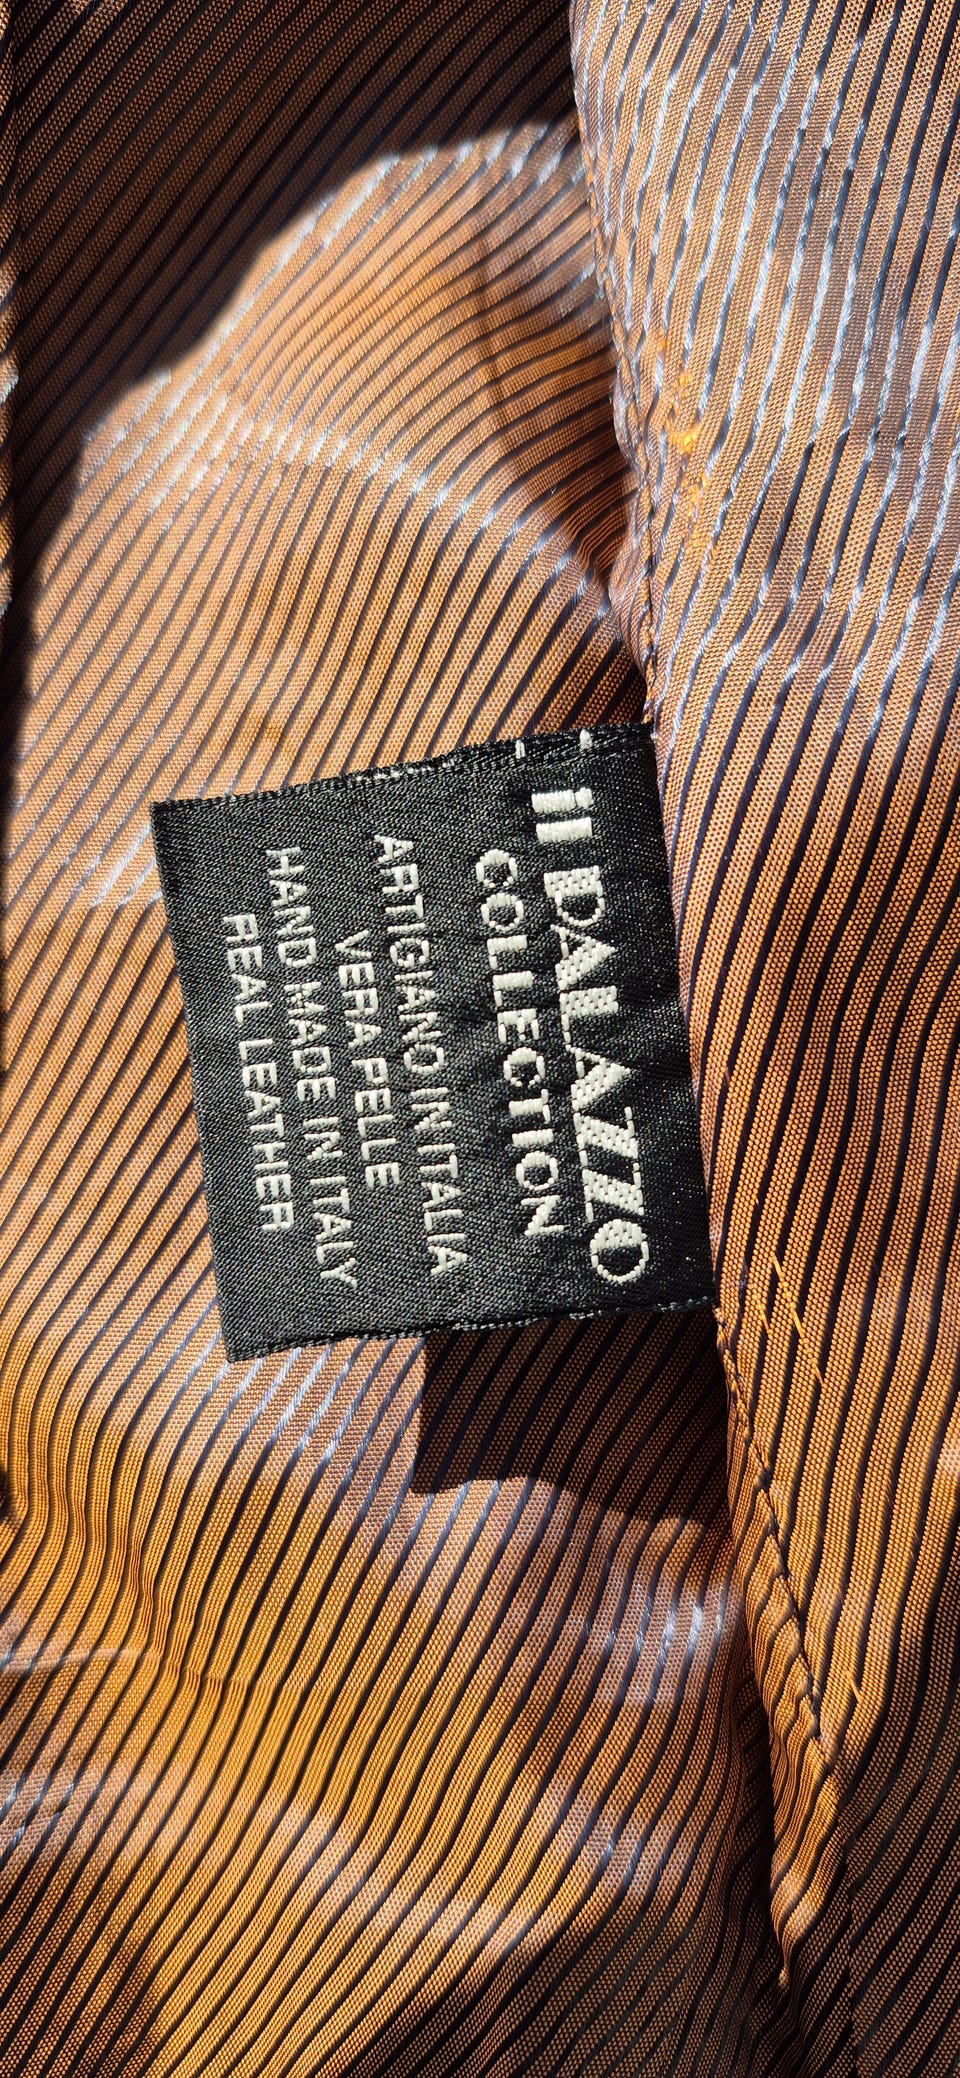 il PALAZZO
COLLECTION
ARTIGIANO IN ITALIA
VERA PELLE
HAND MADE IN ITALY
REAL LEATHER